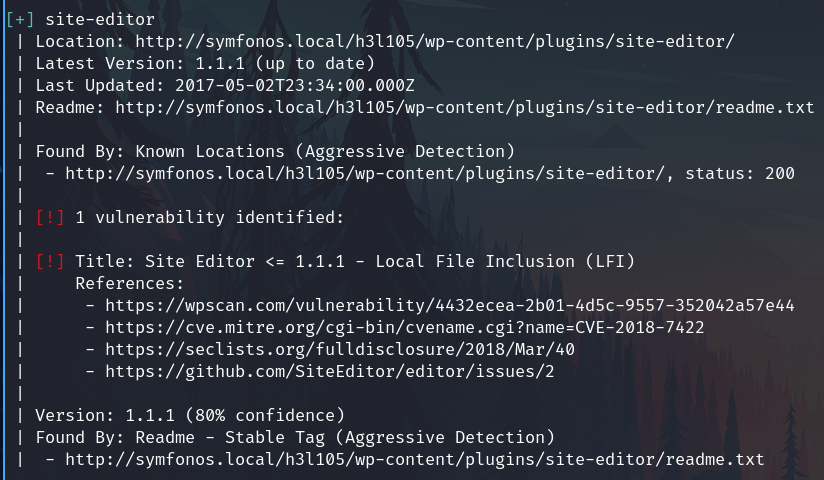 [+] site-editor
| Location: http://symfonos.local/h3l105/wp-content/plugins/site-editor/
| Latest Version: 1.1.1 (up to date)
| Last Updated: 2017-05-02T23:34:00.000Z
| Readme: http://symfonos.local/h3l105/wp-content/plugins/site-editor/readme.txt
|
| Found By: Known Locations (Aggressive Detection)
|  - http://symfonos.local/h3l105/wp-content/plugins/site-editor/, status: 200
|
| [!] 1 vulnerability identified:
|
| [!] Title: Site Editor <= 1.1.1 - Local File Inclusion (LFI)
|     References:
|      - https://wpscan.com/vulnerability/4432ecea-2b01-4d5c-9557-352042a57e44
|      - https://cve.mitre.org/cgi-bin/cvename.cgi?name=CVE-2018-7422
|      - https://seclists.org/fulldisclosure/2018/Mar/40
|      - https://github.com/SiteEditor/editor/issues/2
|
| Version: 1.1.1 (80% confidence)
| Found By: Readme - Stable Tag (Aggressive Detection)
|  - http://symfonos.local/h3l105/wp-content/plugins/site-editor/readme.txt